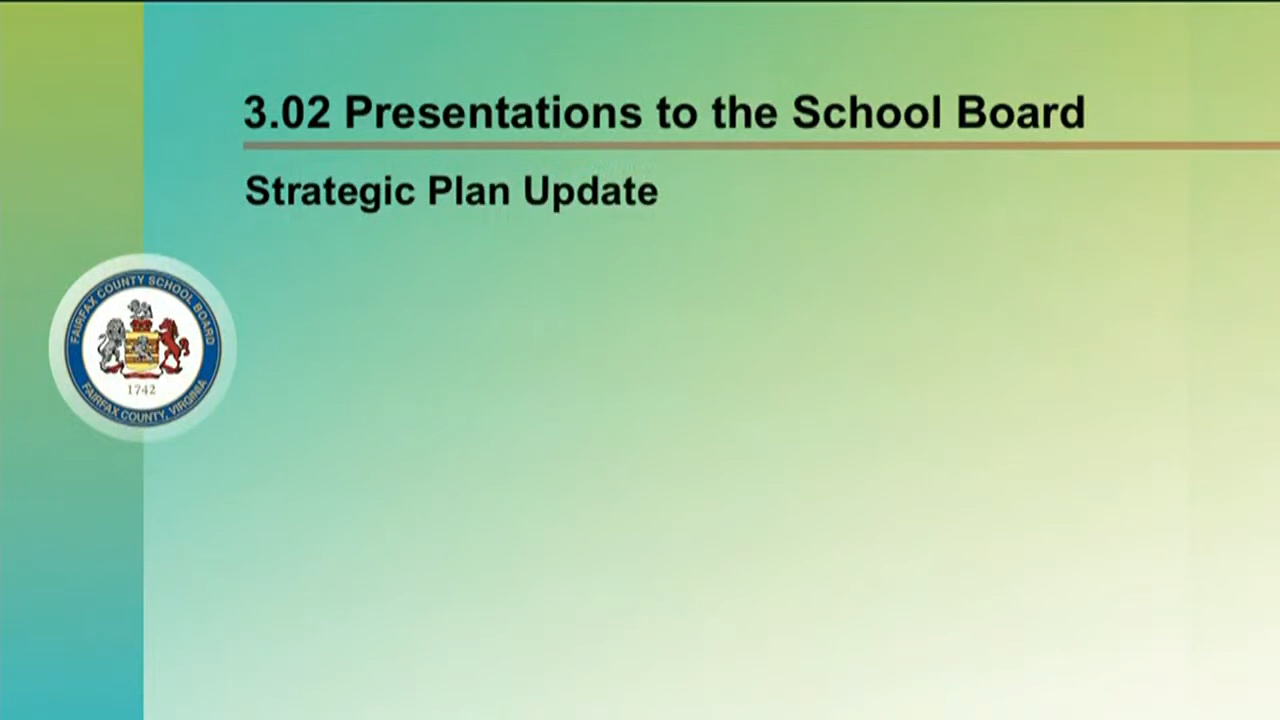 3.02 Presentations to the School Board
Strategic Plan Update
FAIRFAX COUNTY SCHOOL BOARD
1742
FAIRFAX COUNTY, VIRGINIA